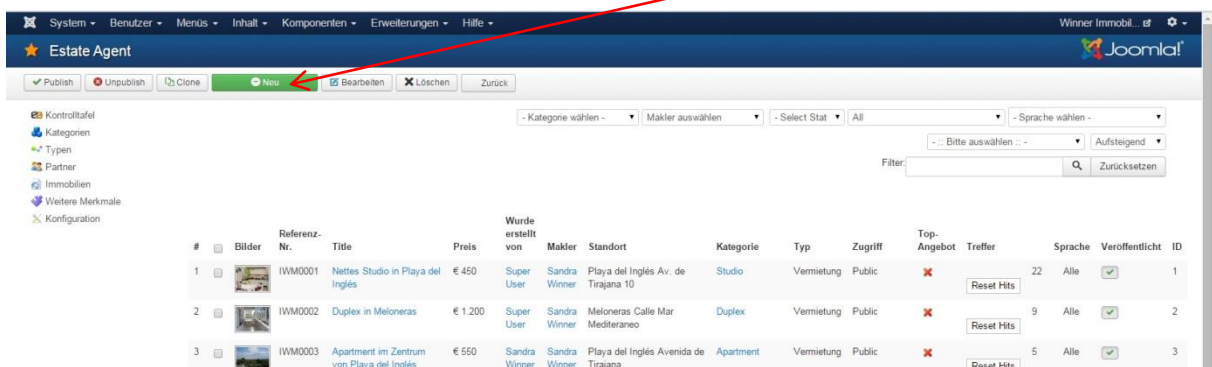 System Benutzer Menüs Inhalt Komponenten Erweiterungen Hilfe Winner Immobil...
Estate Agent Joomla!
Publish Unpublish Clone Neu Bearbeiten Löschen Zurück
Kontrolltafel
Kategorien
Typen
Partner
Immobilien
Weitere Merkmale
Konfiguration
- Kategorie wählen - Makler auswählen - Select Stat All - Sprache wählen -
- :: Bitte auswählen :: - Aufsteigend
Filter: Zurücksetzen
# Bilder Referenz-Nr. Title Preis Wurde erstellt von Makler Standort Kategorie Typ Zugriff Top-Angebot Treffer Sprache Veröffentlicht ID
1 IWM0001 Nettes Studio in Playa del Inglés € 450 Super User Sandra Winner Playa del Inglés Av. de Tirajana 10 Studio Vermietung Public 22 Reset Hits Alle 1
2 IWM0002 Duplex in Meloneras € 1.200 Super User Sandra Winner Meloneras Calle Mar Mediteraneo Duplex Vermietung Public 9 Reset Hits Alle 2
3 IWM0003 Apartment im Zentrum von Playa del Inglés € 550 Sandra Winner Sandra Winner Playa del Inglés Avenida de Tirajana Apartment Vermietung Public 5 Reset Hits Alle 3